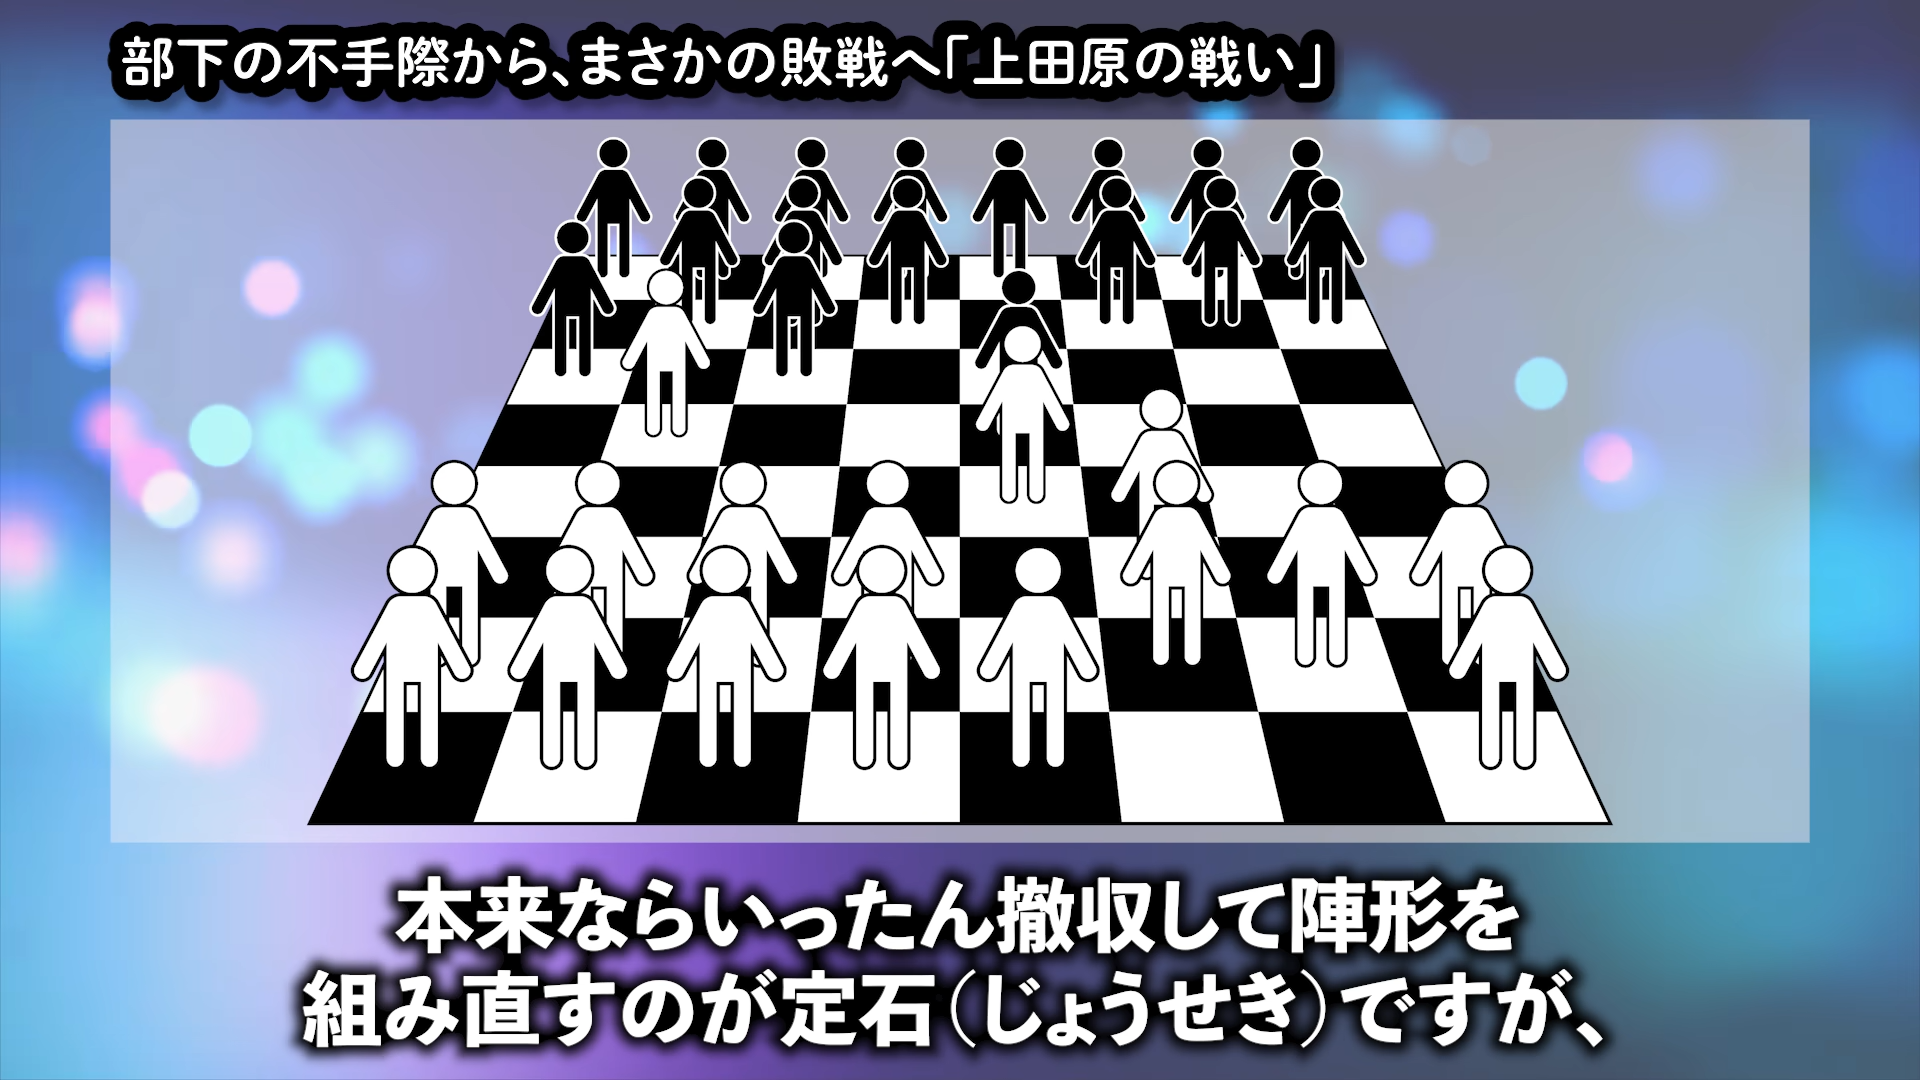 部下の不手際から、まさかの敗戦へ「上田原の戦い」
本来ならいったん撤収して陣形を
組み直すのが定石（じょうせき）ですが、